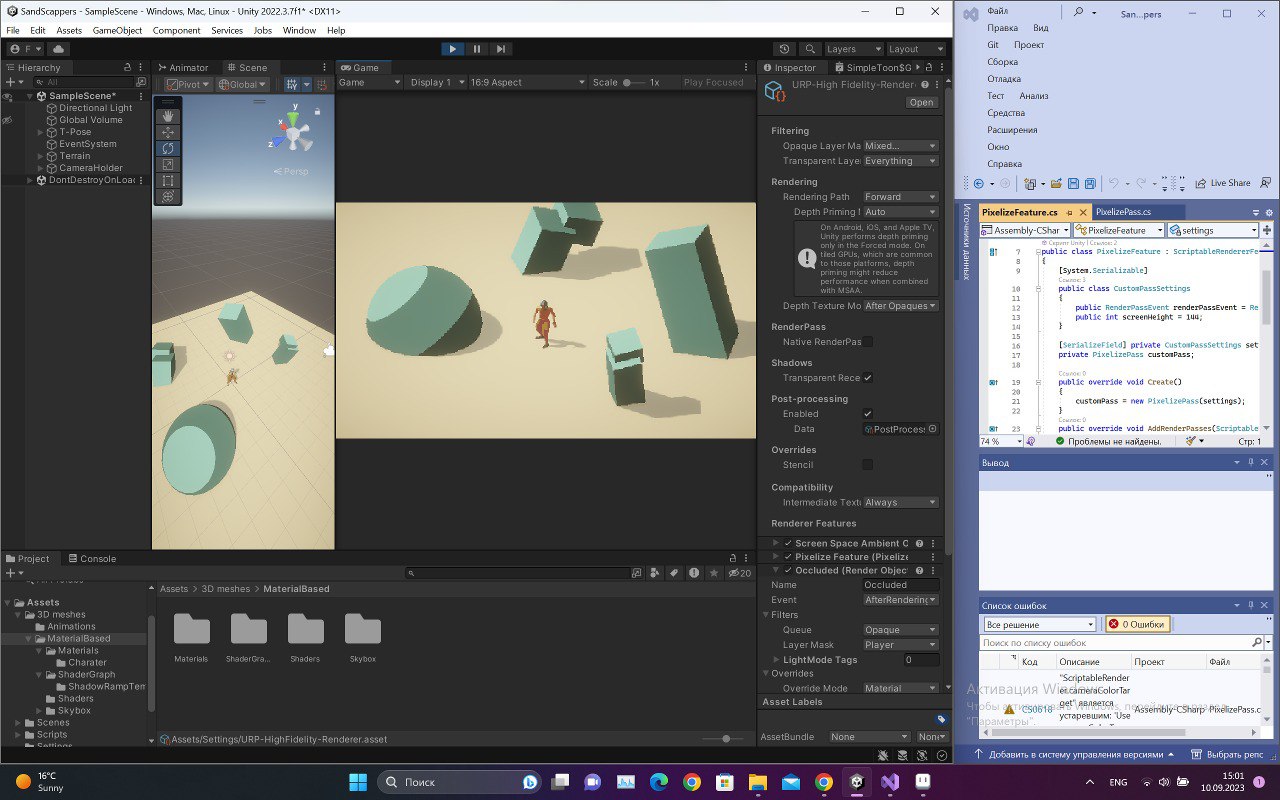 SandScappers - SampleScene - Windows, Mac, Linux - Unity 2022.3.7f1* <DX11>
File Edit Assets GameObject Component Services Jobs Window Help
F
Layers
Layout
Hierarchy
All
SampleScene*
Directional Light
Global Volume
T-Pose
EventSystem
Terrain
CameraHolder
DontDestroyOnLoad
Animator
Scene
Pivot
Global
y
x
z
Persp
Game
Game
Display 1
16:9 Aspect
Scale
1x
Play Focused
Inspector
SimpleToon$G
URP-High Fidelity-Render
Open
Filtering
Opaque Layer Ma Mixed...
Transparent Layer Everything
Rendering
Rendering Path Forward
Depth Priming Auto
On Android, iOS, and Apple TV,
Unity performs depth priming
only in the Forced mode. On
tiled GPUs, which are common
to those platforms, depth
priming might reduce
performance when combined
with MSAA.
Depth Texture Mo After Opaques
RenderPass
Native RenderPas
Shadows
Transparent Rece
Post-processing
Enabled
Data PostProcess
Overrides
Stencil
Compatibility
Intermediate Text Always
Renderer Features
Screen Space Ambient O
Pixelize Feature (Pixelize
Occluded (Render Objec
Name Occluded
Event AfterRendering
Filters
Queue Opaque
Layer Mask Player
LightMode Tags 0
Overrides
Override Mode Material
Asset Labels
AssetBundle None Non
Project
Console
20
Assets
3D meshes
Animations
MaterialBased
Materials
Charater
ShaderGraph
ShadowRampTem
Shaders
Skybox
Scenes
Scripts
Settings
Assets > 3D meshes > MaterialBased
Materials
ShaderGra...
Shaders
Skybox
Assets/Settings/URP-HighFidelity-Renderer.asset
Файл
San...pers
Правка Вид
Git Проект
Сборка
Отладка
Тест Анализ
Средства
Расширения
Окно
Справка
Live Share
Источники данных
PixelizeFeature.cs
PixelizePass.cs
Assembly-CShar
PixelizeFeature
settings
Скрипт Unity | Ссылок: 2
7 public class PixelizeFeature : ScriptableRendererFe
8 {
9 [System.Serializable]
Ссылок: 3
10 public class CustomPassSettings
11 {
12 public RenderPassEvent renderPassEvent = Re
13 public int screenHeight = 144;
14 }
15
16 [SerializeField] private CustomPassSettings set
17 private PixelizePass customPass;
18
Ссылок: 0
19 public override void Create()
20 {
21 customPass = new PixelizePass(settings);
22 }
Ссылок: 0
23 public override void AddRenderPasses(Scriptable
74 %
Проблемы не найдены.
Стр: 1
Вывод
Список ошибок
Все решение
0 Ошибки
Поиск по списку ошибок
Код Описание Проект Файл
"ScriptableRender
er.cameraColorTar
get" является
устаревшим: "Use
CS0618
Assembly-CSharp PixelizePass.c
Активация Windows
Чтобы активировать Windows, перейдите в раздел
"Параметры".
Добавить в систему управления версиями
Выбрать репс
16°C
Sunny
Поиск
ENG
15:01
10.09.2023
1